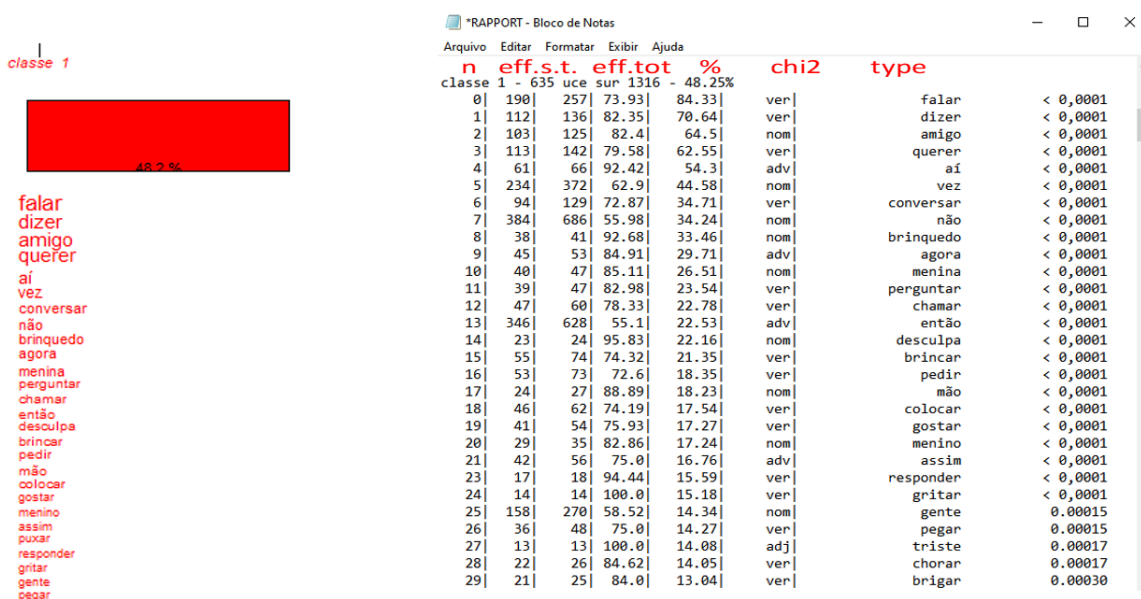 classe 1
48.2 %
falar
dizer
amigo
querer
aí
vez
conversar
não
brinquedo
agora
menina
perguntar
chamar
então
desculpa
brincar
pedir
mão
colocar
gostar
menino
assim
puxar
responder
gritar
gente
pegar
*RAPPORT - Bloco de Notas
Arquivo Editar Formatar Exibir Ajuda
n eff.s.t. eff.tot % chi2 type
classe 1 - 635 uce sur 1316 - 48.25%
0| 190| 257| 73.93| 84.33| ver| falar < 0,0001
1| 112| 136| 82.35| 70.64| ver| dizer < 0,0001
2| 103| 125| 82.4| 64.5| nom| amigo < 0,0001
3| 113| 142| 79.58| 62.55| ver| querer < 0,0001
4| 61| 66| 92.42| 54.3| adv| aí < 0,0001
5| 234| 372| 62.9| 44.58| nom| vez < 0,0001
6| 94| 129| 72.87| 34.71| ver| conversar < 0,0001
7| 384| 686| 55.98| 34.24| nom| não < 0,0001
8| 38| 41| 92.68| 33.46| nom| brinquedo < 0,0001
9| 45| 53| 84.91| 29.71| adv| agora < 0,0001
10| 40| 47| 85.11| 26.51| nom| menina < 0,0001
11| 39| 47| 82.98| 23.54| ver| perguntar < 0,0001
12| 47| 60| 78.33| 22.78| ver| chamar < 0,0001
13| 346| 628| 55.1| 22.53| adv| então < 0,0001
14| 23| 24| 95.83| 22.16| nom| desculpa < 0,0001
15| 55| 74| 74.32| 21.35| ver| brincar < 0,0001
16| 53| 73| 72.6| 18.35| ver| pedir < 0,0001
17| 24| 27| 88.89| 18.23| nom| mão < 0,0001
18| 46| 62| 74.19| 17.54| ver| colocar < 0,0001
19| 41| 54| 75.93| 17.27| ver| gostar < 0,0001
20| 29| 35| 82.86| 17.24| nom| menino < 0,0001
21| 42| 56| 75.0| 16.76| adv| assim < 0,0001
23| 17| 18| 94.44| 15.59| ver| responder < 0,0001
24| 14| 14| 100.0| 15.18| ver| gritar < 0,0001
25| 158| 270| 58.52| 14.34| nom| gente 0.00015
26| 36| 48| 75.0| 14.27| ver| pegar 0.00015
27| 13| 13| 100.0| 14.08| adj| triste 0.00017
28| 22| 26| 84.62| 14.05| ver| chorar 0.00017
29| 21| 25| 84.0| 13.04| ver| brigar 0.00030